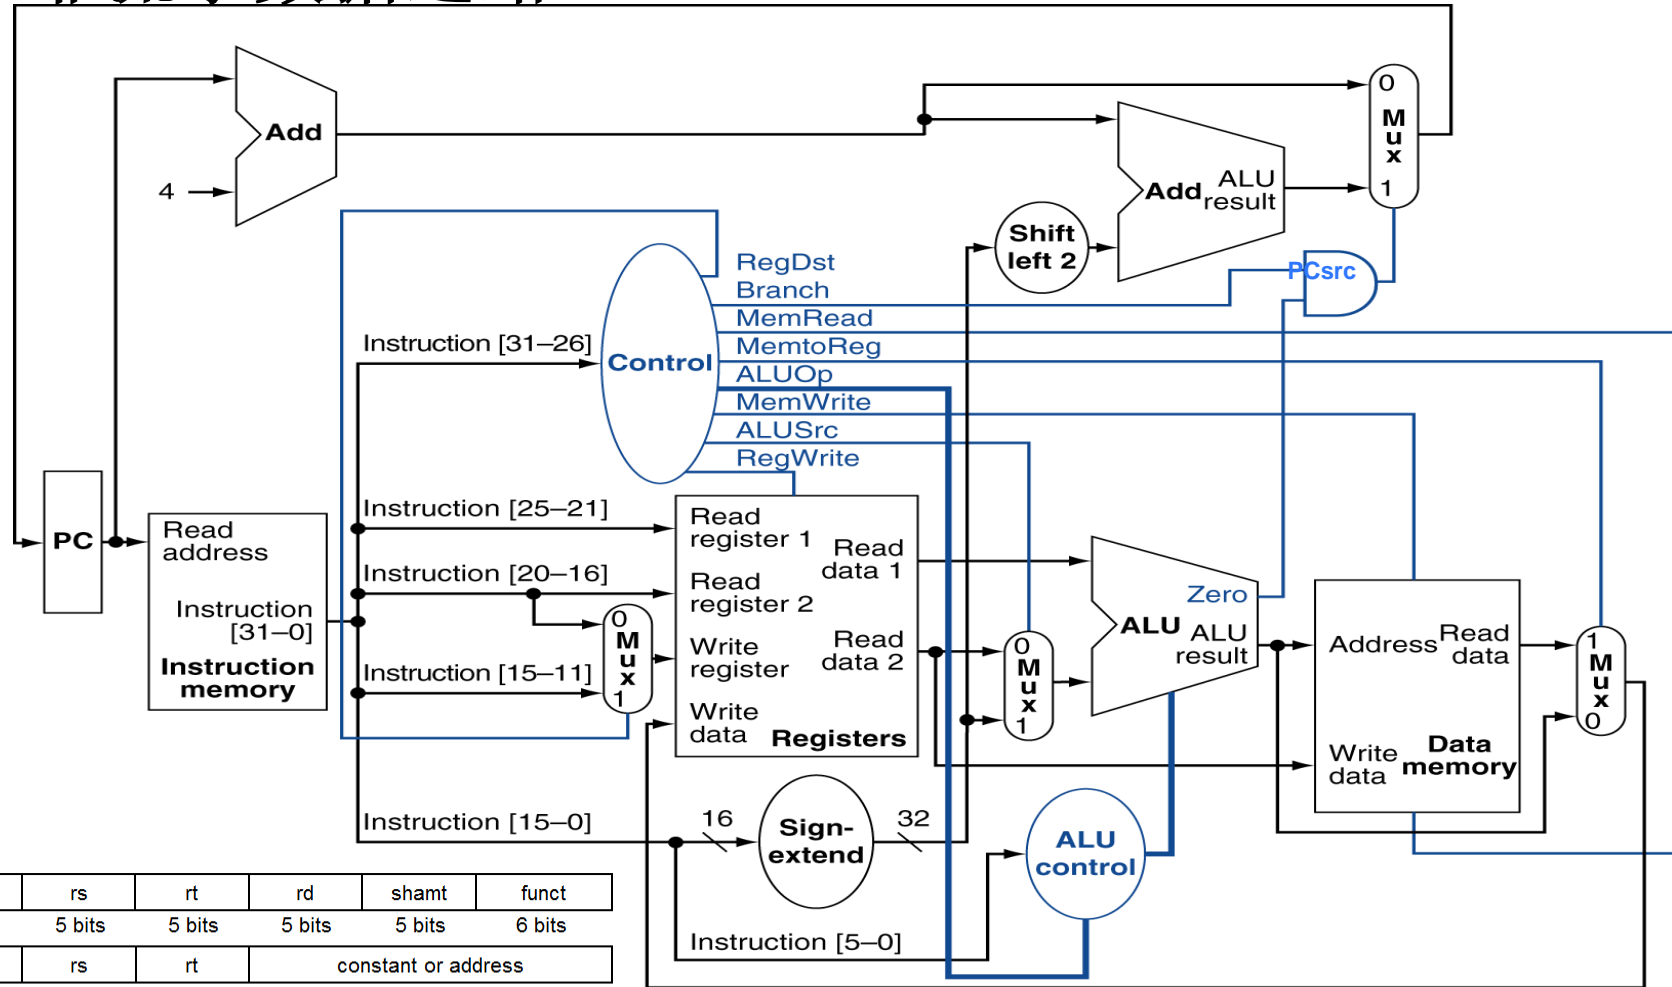 Add
4
0
M
u
x
1
Add
ALU
result
Shift
left 2
PCsrc
RegDst
Branch
MemRead
MemtoReg
ALUOp
MemWrite
ALUSrc
RegWrite
Control
Instruction [31–26]
Instruction [25–21]
Instruction [20–16]
Instruction [15–11]
Instruction [15–0]
Instruction [5–0]
PC
Read
address
Instruction
[31–0]
Instruction
memory
0
M
u
x
1
Read
register 1
Read
register 2
Write
register
Write
data
Read
data 1
Read
data 2
Registers
0
M
u
x
1
Zero
ALU
ALU
result
Address
Read
data
Write
data
Data
memory
1
M
u
x
0
16
Sign-
extend
32
ALU
control
rs rt rd shamt funct
5 bits 5 bits 5 bits 5 bits 6 bits
rs rt constant or address